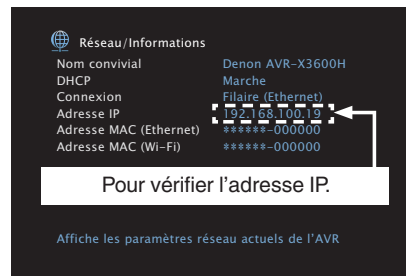 Réseau/Informations
Nom convivial Denon AVR-X3600H
DHCP Marche
Connexion Filaire (Ethernet)
Adresse IP 192.168.100.19
Adresse MAC (Ethernet) ******-000000
Adresse MAC (Wi-Fi) ******-000000
Pour vérifier l'adresse IP.
Affiche les paramètres réseau actuels de l'AVR